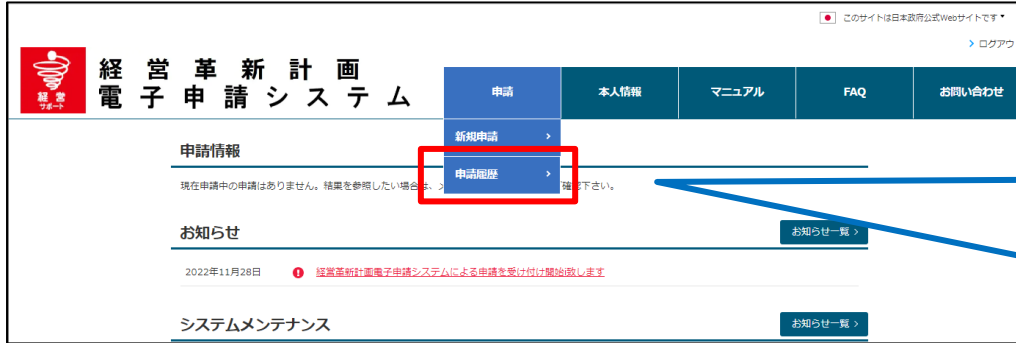 このサイトは日本政府公式Webサイトです
ログアウ
経営サポート
経営革新計画
電子申請システム
申請
本人情報
マニュアル
FAQ
お問い合わせ
新規申請
申請履歴
申請情報
現在申請中の申請はありません。結果を参照したい場合は、
確認下さい。
お知らせ
お知らせ一覧
2022年11月28日
経営革新計画電子申請システムによる申請を受け付け開始致します
システムメンテナンス
お知らせ一覧